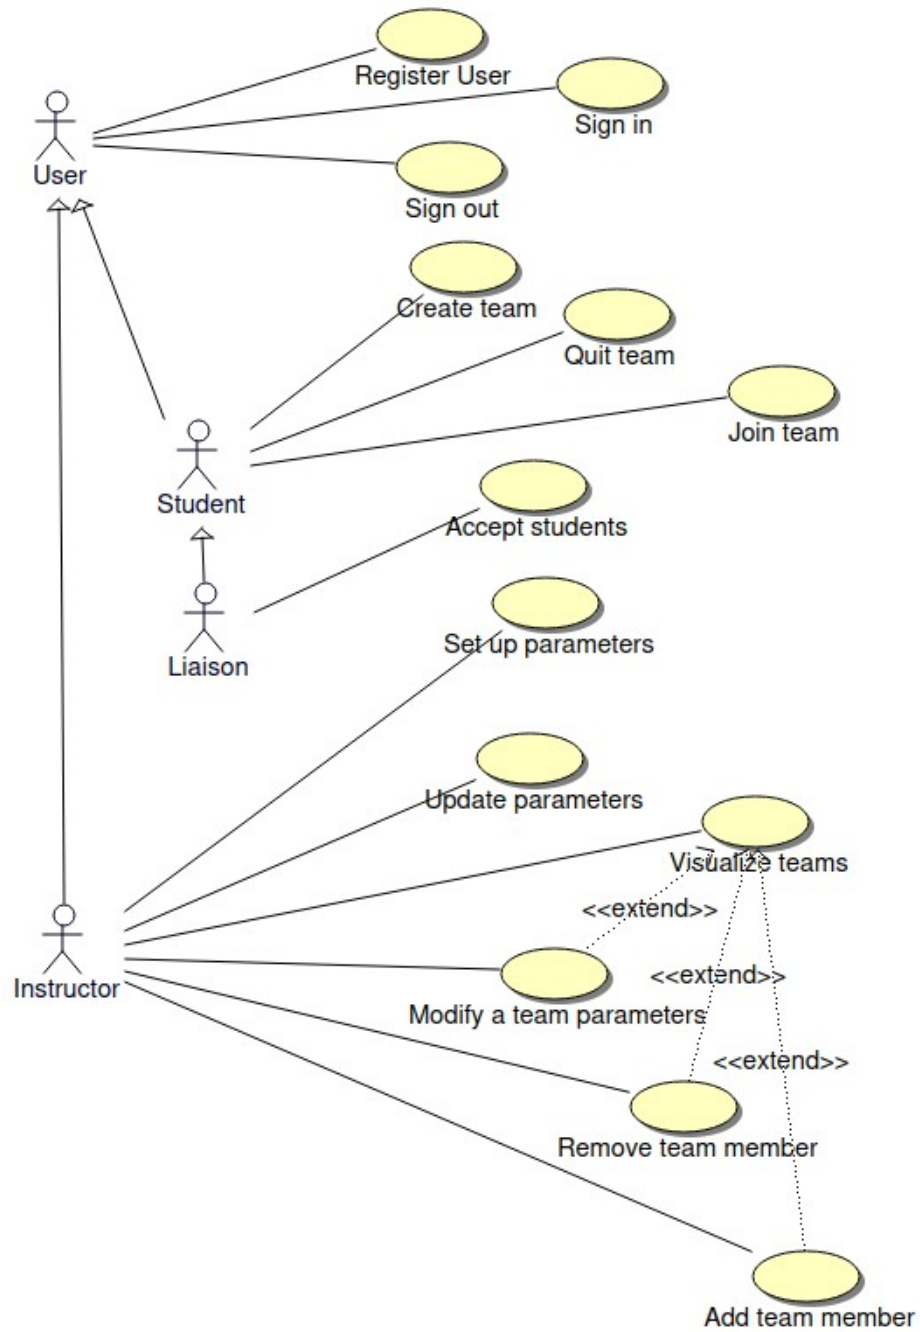 Register User
Sign in
User
Sign out
Create team
Quit team
Join team
Student
Accept students
Set up parameters
Liaison
Update parameters
Visualize teams
<<extend>>
<<extend>>
Instructor
Modify a team parameters
<<extend>>
Remove team member
Add team member